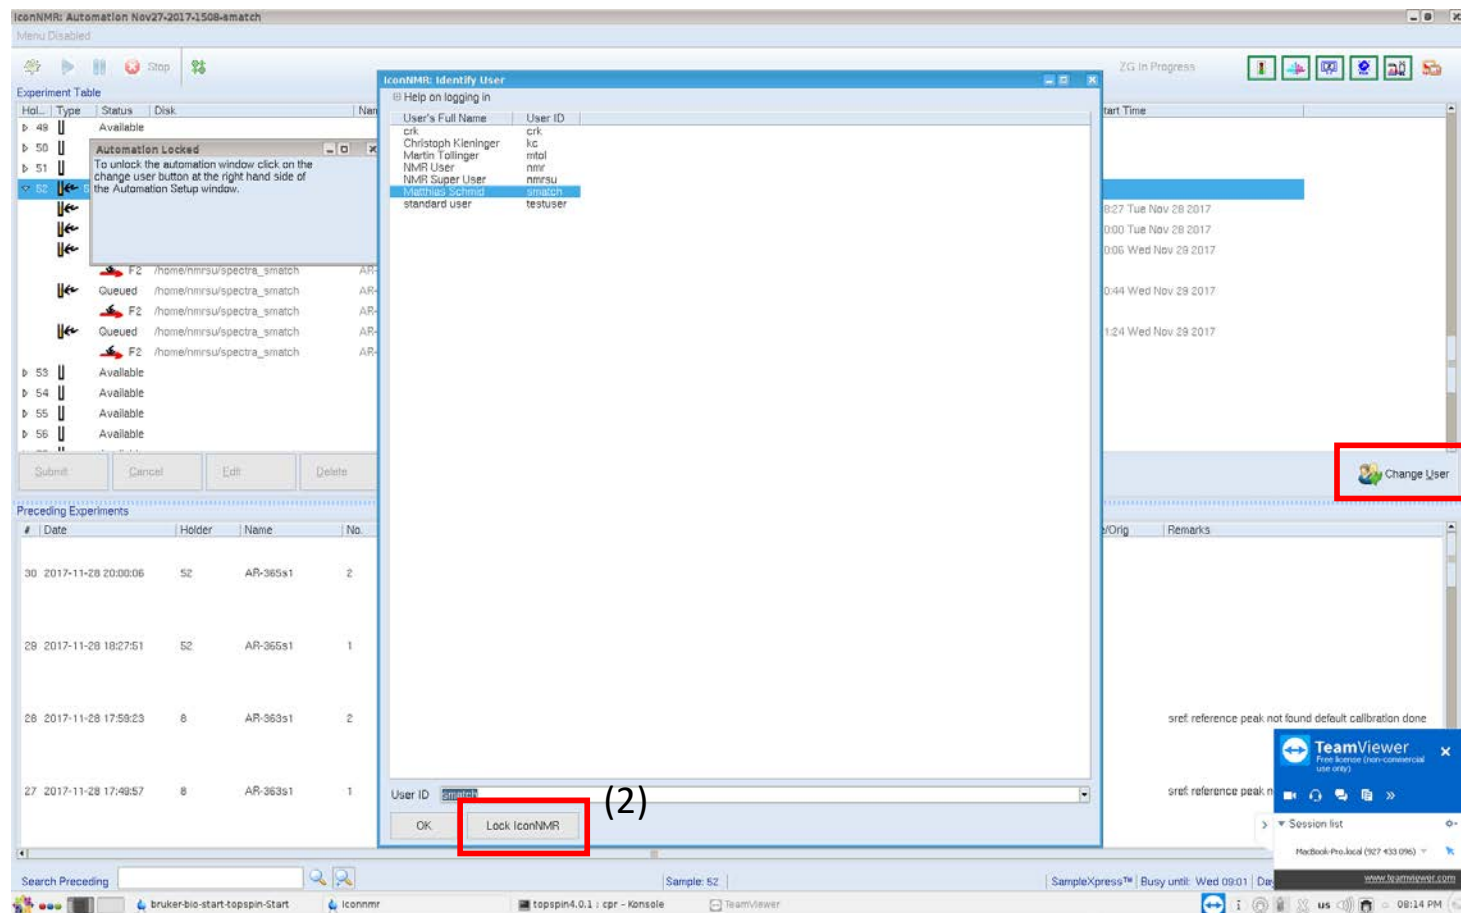 IconNMR: Automation Nov27-2017-1508-smatch
Menu Disabled
Stop
ZG In Progress
Experiment Table
Hol... Type Status Disk Nan
tart Time
49 Available
50
51
52
8:27 Tue Nov 28 2017
0:00 Tue Nov 28 2017
0:06 Wed Nov 29 2017
F2 /home/nmrsu/spectra_smatch AR-
Queued /home/nmrsu/spectra_smatch AR-
0:44 Wed Nov 29 2017
F2 /home/nmrsu/spectra_smatch AR-
Queued /home/nmrsu/spectra_smatch AR-
1:24 Wed Nov 29 2017
F2 /home/nmrsu/spectra_smatch AR-
53 Available
54 Available
55 Available
56 Available
Submit Cancel Edit Delete
Change User
Automation Locked
To unlock the automation window click on the
change user button at the right hand side of
the Automation Setup window.
IconNMR: Identify User
Help on logging in
User's Full Name User ID
crk crk
Christoph Kleninger kc
Martin Tollinger mtol
NMR User nmr
NMR Super User nmrsu
Matthias Schmid smatch
standard user testuser
User ID smatch
(2)
OK Lock IconNMR
Preceding Experiments
# Date Holder Name No.
e/Orig Remarks
30 2017-11-28 20:00:06 52 AR-365s1 2
29 2017-11-28 18:27:51 52 AR-365s1 1
28 2017-11-28 17:59:23 8 AR-363s1 2
sref: reference peak not found default calibration done
27 2017-11-28 17:48:57 8 AR-363s1 1
sref: reference peak n
TeamViewer
Free license (non-commercial
use only)
Session list
MacBook-Pro.local (927 433 096)
www.teamviewer.com
Search Preceding
Sample: 52
SampleXpress™ Busy until: Wed 09:01 Day
bruker-bio-start-topspin-Start Iconnmr topspin4.0.1 : cpr - Konsole TeamViewer
us 08:14 PM